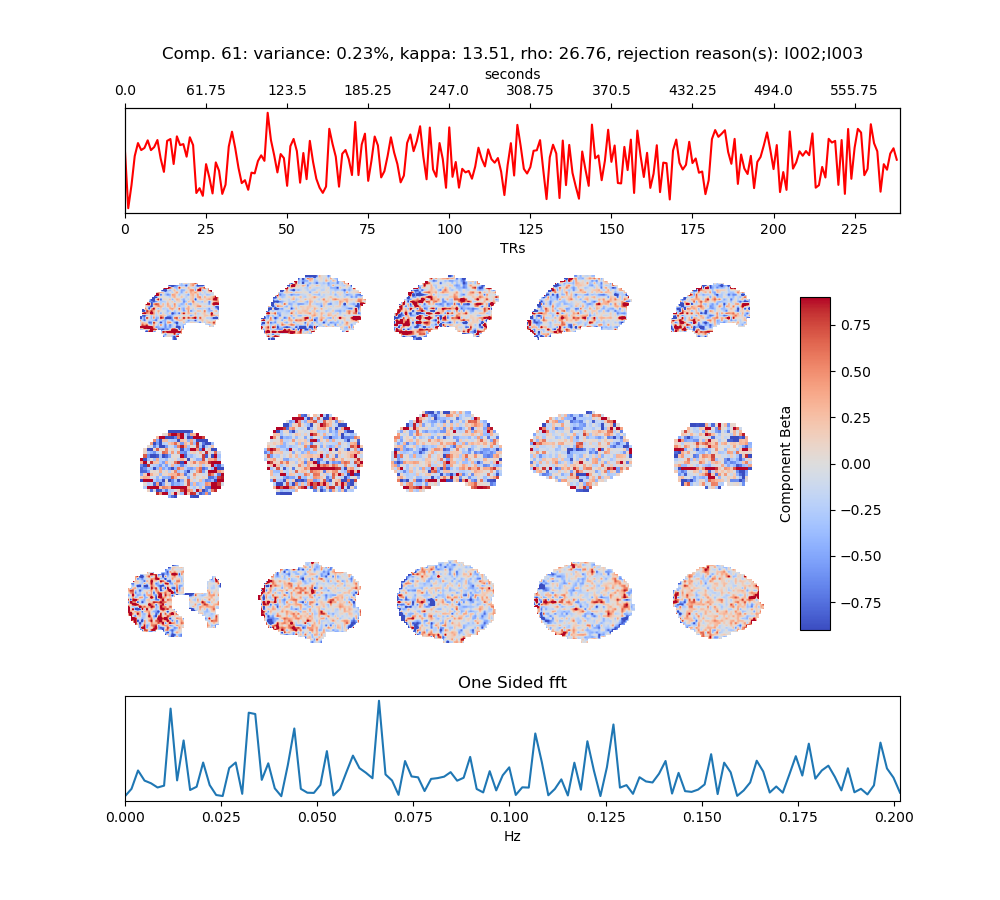 Comp. 61: variance: 0.23%, kappa: 13.51, rho: 26.76, rejection reason(s): I002;I003
seconds
0.0 61.75 123.5 185.25 247.0 308.75 370.5 432.25 494.0 555.75
0 25 50 75 100 125 150 175 200 225
TRs
0.75
0.50
0.25
0.00
−0.25
−0.50
−0.75
Component Beta
One Sided fft
0.000 0.025 0.050 0.075 0.100 0.125 0.150 0.175 0.200
Hz